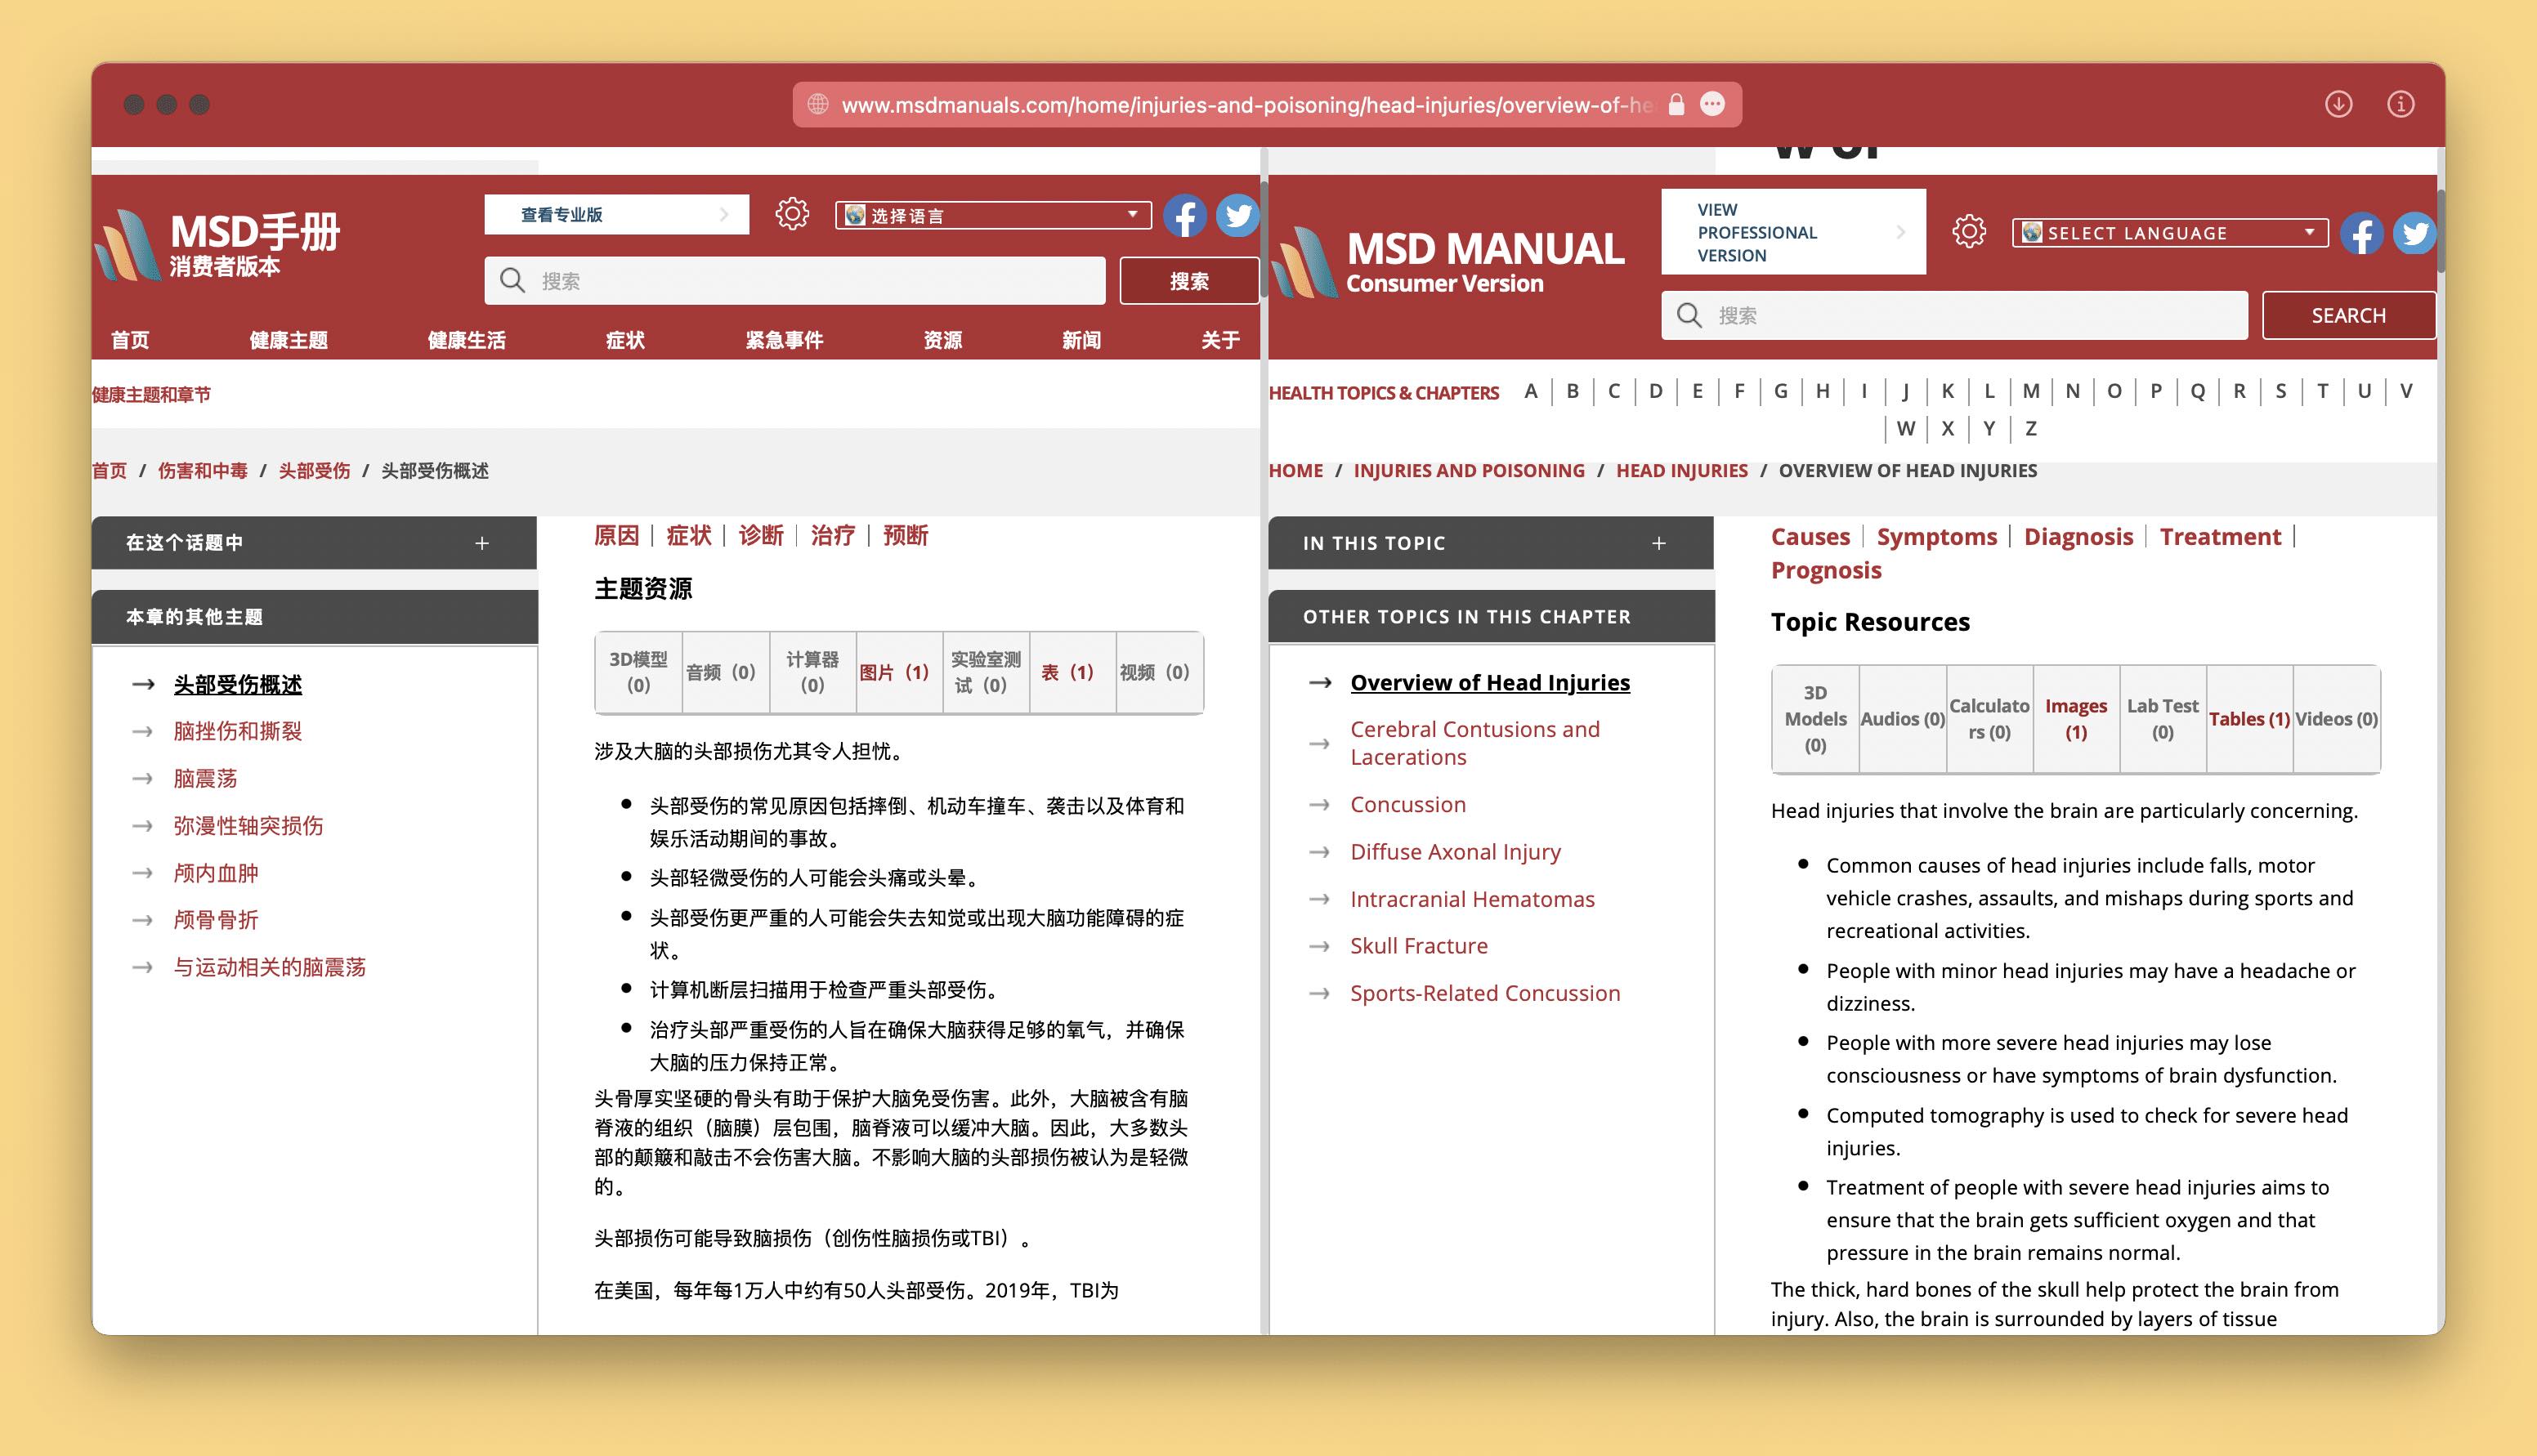 www.msdmanuals.com/home/injuries-and-poisoning/head-injuries/overview-of-he
MSD手册
消费者版本
查看专业版
选择语言
搜索
搜索
首页 健康主题 健康生活 症状 紧急事件 资源 新闻 关于
健康主题和章节
首页 / 伤害和中毒 / 头部受伤 / 头部受伤概述
在这个话题中 +
本章的其他主题
→ 头部受伤概述
→ 脑挫伤和撕裂
→ 脑震荡
→ 弥漫性轴突损伤
→ 颅内血肿
→ 颅骨骨折
→ 与运动相关的脑震荡
原因 | 症状 | 诊断 | 治疗 | 预断
主题资源
3D模型
(0)
音频（0）
计算器
(0)
图片（1）
实验室测
试（0）
表（1）
视频（0）
涉及大脑的头部损伤尤其令人担忧。
● 头部受伤的常见原因包括摔倒、机动车撞车、袭击以及体育和
娱乐活动期间的事故。
● 头部轻微受伤的人可能会头痛或头晕。
● 头部受伤更严重的人可能会失去知觉或出现大脑功能障碍的症
状。
● 计算机断层扫描用于检查严重头部受伤。
● 治疗头部严重受伤的人旨在确保大脑获得足够的氧气，并确保
大脑的压力保持正常。
头骨厚实坚硬的骨头有助于保护大脑免受伤害。此外，大脑被含有脑
脊液的组织（脑膜）层包围，脑脊液可以缓冲大脑。因此，大多数头
部的颠簸和敲击不会伤害大脑。不影响大脑的头部损伤被认为是轻微
的。
头部损伤可能导致脑损伤（创伤性脑损伤或TBI）。
在美国，每年每1万人中约有50人头部受伤。2019年，TBI为
w of
MSD MANUAL
Consumer Version
VIEW
PROFESSIONAL
VERSION
SELECT LANGUAGE
搜索
SEARCH
HEALTH TOPICS & CHAPTERS A | B | C | D | E | F | G | H | I | J | K | L | M | N | O | P | Q | R | S | T | U | V
| W | X | Y | Z
HOME / INJURIES AND POISONING / HEAD INJURIES / OVERVIEW OF HEAD INJURIES
IN THIS TOPIC +
OTHER TOPICS IN THIS CHAPTER
→ Overview of Head Injuries
→ Cerebral Contusions and
Lacerations
→ Concussion
→ Diffuse Axonal Injury
→ Intracranial Hematomas
→ Skull Fracture
→ Sports-Related Concussion
Causes | Symptoms | Diagnosis | Treatment |
Prognosis
Topic Resources
3D
Models
(0)
Audios (0)
Calculato
rs (0)
Images
(1)
Lab Test
(0)
Tables (1)
Videos (0)
Head injuries that involve the brain are particularly concerning.
● Common causes of head injuries include falls, motor
vehicle crashes, assaults, and mishaps during sports and
recreational activities.
● People with minor head injuries may have a headache or
dizziness.
● People with more severe head injuries may lose
consciousness or have symptoms of brain dysfunction.
● Computed tomography is used to check for severe head
injuries.
● Treatment of people with severe head injuries aims to
ensure that the brain gets sufficient oxygen and that
pressure in the brain remains normal.
The thick, hard bones of the skull help protect the brain from
injury. Also, the brain is surrounded by layers of tissue